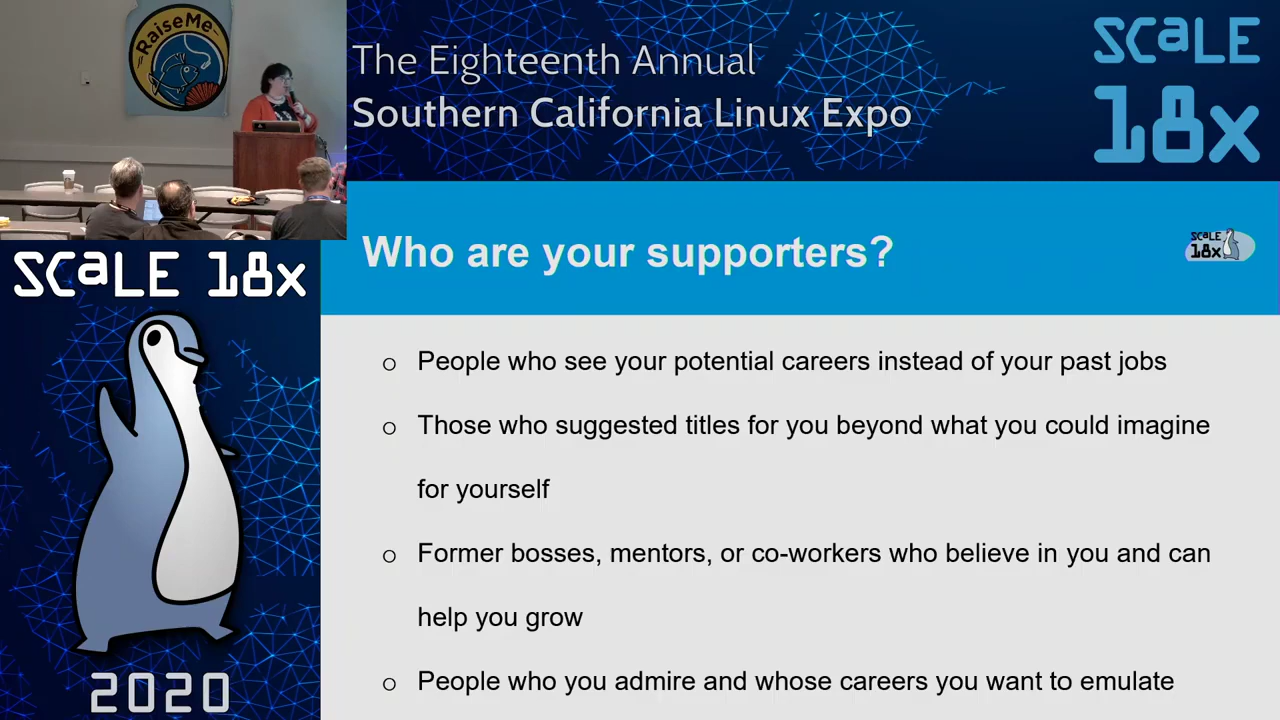 RaiseMe
The Eighteenth Annual
Southern California Linux Expo
SCaLE
18x
Who are your supporters?
SCaLE
18x
SCaLE 18x
o People who see your potential careers instead of your past jobs
o Those who suggested titles for you beyond what you could imagine
for yourself
o Former bosses, mentors, or co-workers who believe in you and can
help you grow
o People who you admire and whose careers you want to emulate
2020